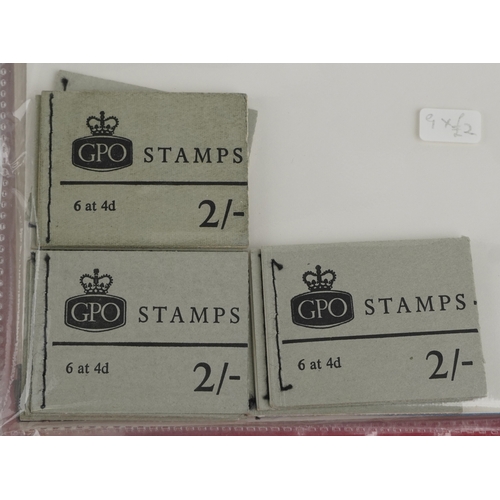 GPO STAMPS
6 at 4d 2/-
9 x £2
GPO STAMPS
6 at 4d 2/-
GPO STAMPS
6 at 4d 2/-